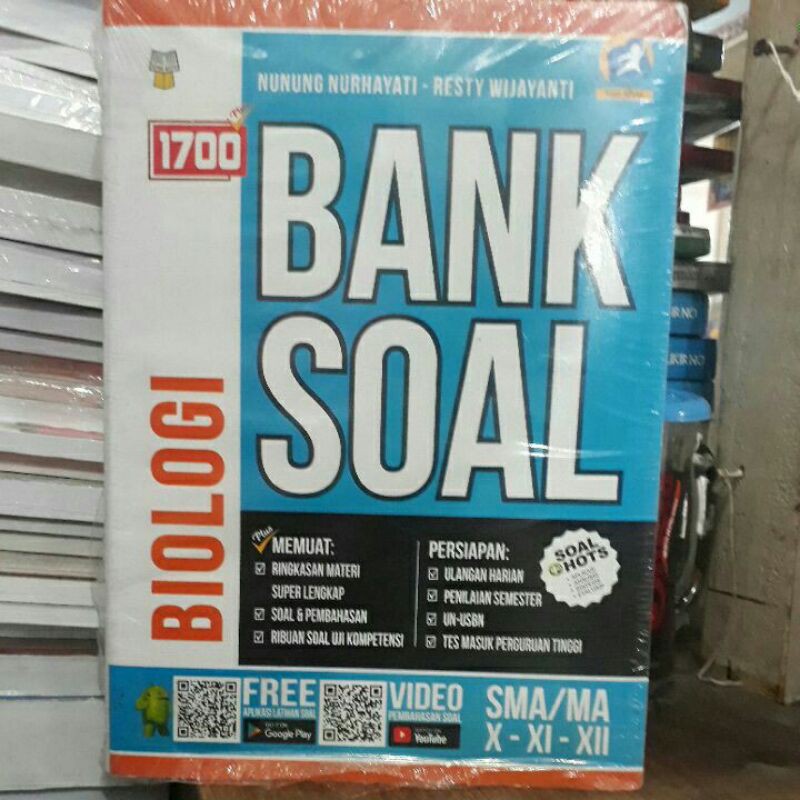 NUNUNG NURHAYATI - RESTY WIJAYANTI
1700
BANK
SOAL
BIOLOGI
Plus
MEMUAT:
RINGKASAN MATERI
SUPER LENGKAP
SOAL & PEMBAHASAN
RIBUAN SOAL UJI KOMPETENSI
PERSIAPAN:
ULANGAN HARIAN
PENILAIAN SEMESTER
UN-USBN
TES MASUK PERGURUAN TINGGI
SOAL
HOTS
FREE
APLIKASI LATIHAN SOAL
Google Play
VIDEO
PEMBAHASAN SOAL
YouTube
SMA/MA
X - XI - XII